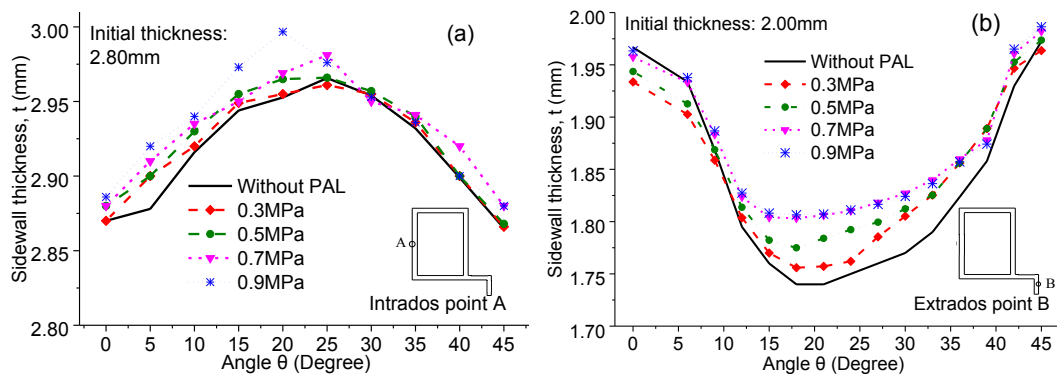 Initial thickness:
2.80mm
(a)
Sidewall thickness, t (mm)
3.00
2.95
2.90
2.85
2.80
Without PAL
0.3MPa
0.5MPa
0.7MPa
0.9MPa
A
Intrados point A
0 5 10 15 20 25 30 35 40 45
Angle θ (Degree)
Initial thickness: 2.00mm
(b)
Sidewall thickness, t (mm)
2.00
1.95
1.90
1.85
1.80
1.75
1.70
Without PAL
0.3MPa
0.5MPa
0.7MPa
0.9MPa
B
Extrados point B
0 5 10 15 20 25 30 35 40 45
Angle θ (Degree)